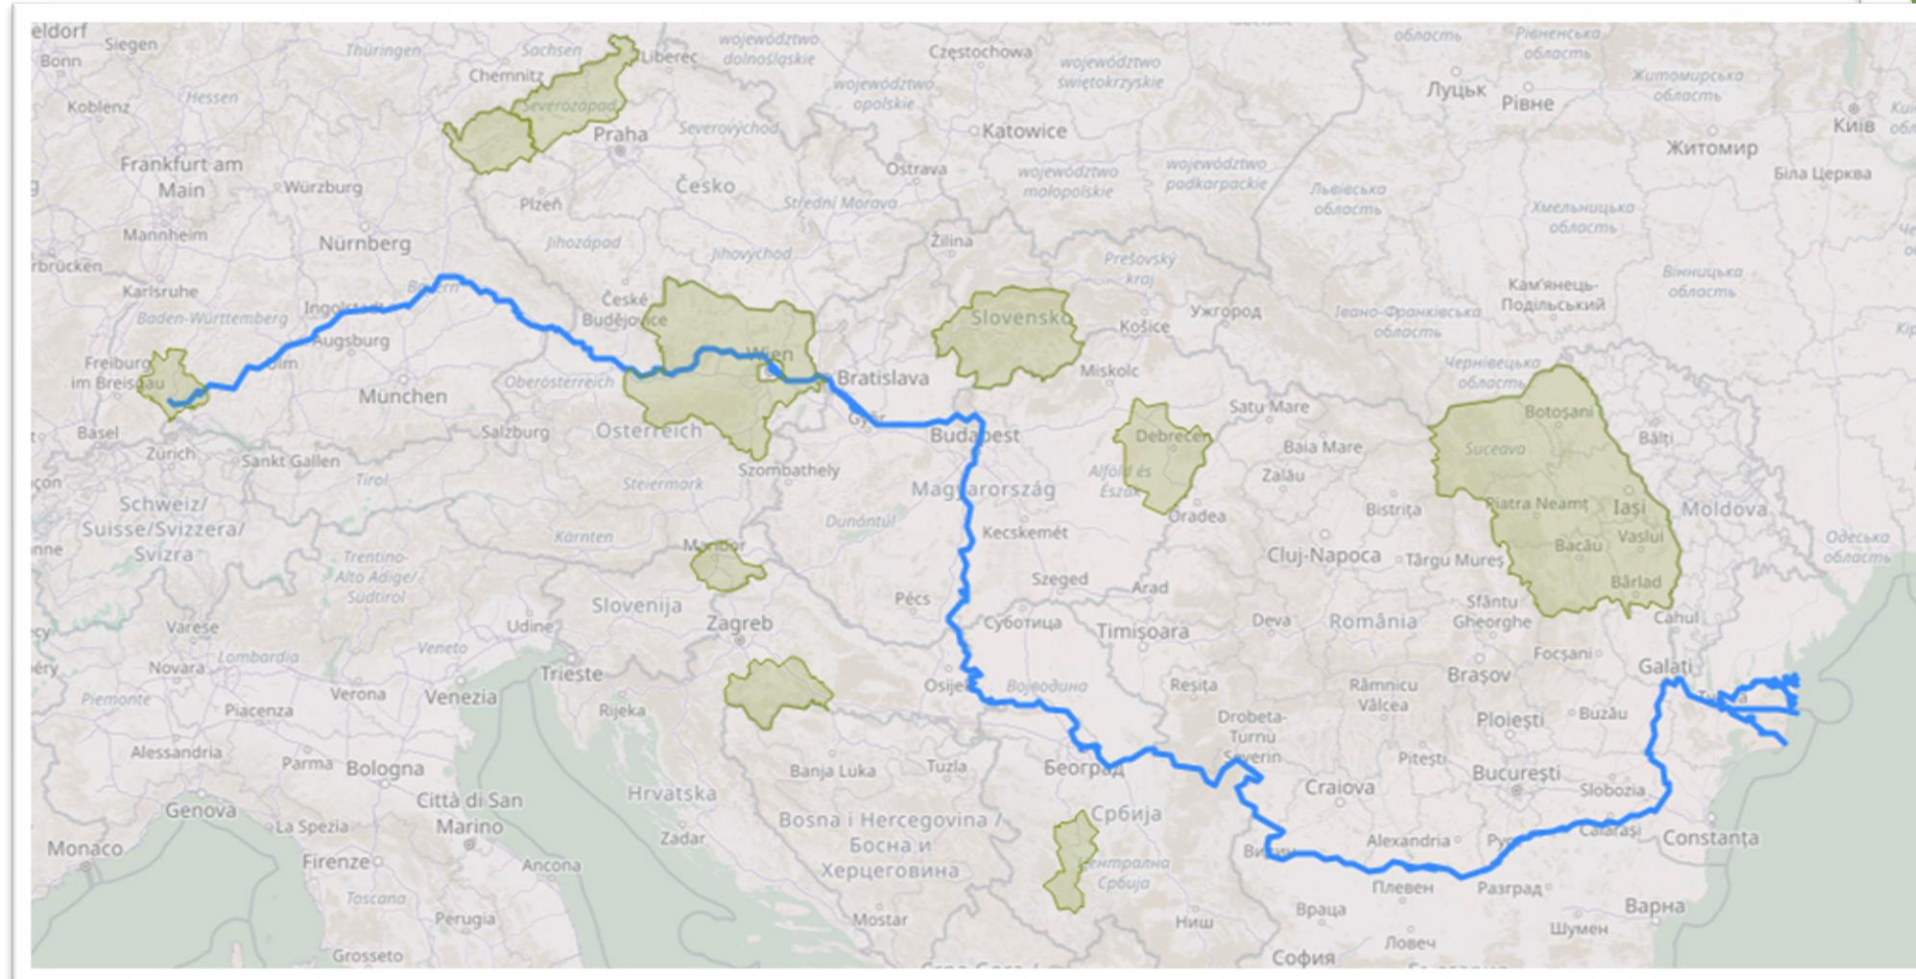 eldorf
Siegen
Bonn
Koblenz
Hessen
Thüringen
Sachsen
Chemnitz
Liberec
województwo
dolnośląskie
Częstochowa
województwo
opolskie
województwo
świętokrzyskie
область
Рівненська
область
Луцьк
Рівне
Житомирська
область
Київ
Житомир
Біла Церква
Severozápad
Praha
Severovýchod
Katowice
Frankfurt am
Main
Würzburg
Česko
Ostrava
województwo
małopolskie
województwo
podkarpackie
Львівська
область
Хмельницька
область
Mannheim
Plzeň
Střední Morava
Nürnberg
Jihozápad
Jihovýchod
Žilina
Prešovský
kraj
Вінницька
область
rbrücken
Karlsruhe
Bayern
Ingolstadt
Baden-Württemberg
České
Budějovice
Slovensko
Košice
Ужгород
Івано-Франківська
область
Кам'янець-
Подільський
Augsburg
Wien
Freiburg
im Breisgau
Ulm
Oberösterreich
Bratislava
Miskolc
Чернівецька
область
München
Győr
Satu Mare
Botoșani
Basel
Zürich
Sankt Gallen
Salzburg
Österreich
Budapest
Debrecen
Baia Mare
Suceava
Bălți
Szombathely
Alföld és
Észak
Zalău
Tirol
Steiermark
Magyarország
Oradea
Bistrița
Piatra Neamț
Iași
Moldova
Schweiz/
Suisse/Svizzera/
Svizra
Kärnten
Dunántúl
Kecskemét
Cluj-Napoca
Târgu Mureș
Bacău
Vaslui
Одеська
область
Trentino-
Alto Adige/
Südtirol
Maribor
Szeged
Arad
Bârlad
Slovenija
Pécs
Суботица
Timișoara
Deva
România
Sfântu
Gheorghe
Cahul
Varese
Udine
Zagreb
Lombardia
Veneto
Novara
Trieste
Focșani
Galați
Piemonte
Verona
Venezia
Osijek
Војводина
Reșița
Râmnicu
Vâlcea
Brașov
Piacenza
Rijeka
Drobeta-
Turnu
Severin
Ploiești
Buzău
Alessandria
Parma
Bologna
Banja Luka
Tuzla
Београд
Pitești
București
Slobozia
Genova
La Spezia
Città di San
Marino
Hrvatska
Zadar
Bosna i Hercegovina /
Босна и
Херцеговина
Србија
Craiova
Alexandria
Călărași
Constanța
Monaco
Firenze
Ancona
Централна
Србија
Видин
Плевен
Разград
Toscana
Perugia
Mostar
Ниш
Враца
Шумен
Варна
Grosseto
София
Ловеч